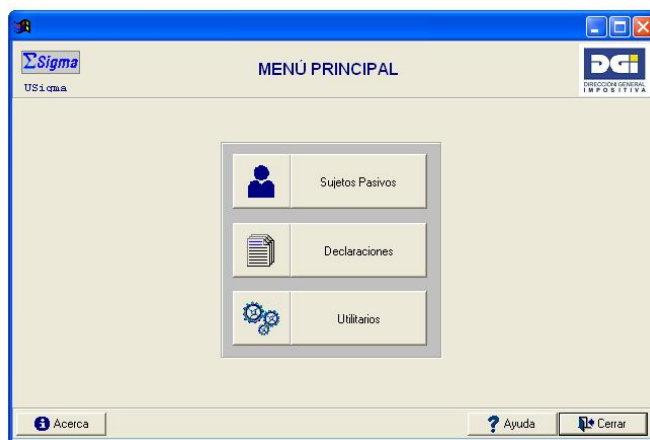 ΣSigma
USigma
MENÚ PRINCIPAL
DGI
DIRECCIÓN GENERAL
IMPOSITIVA
Sujetos Pasivos
Declaraciones
Utilitarios
Acerca
Ayuda
Cerrar